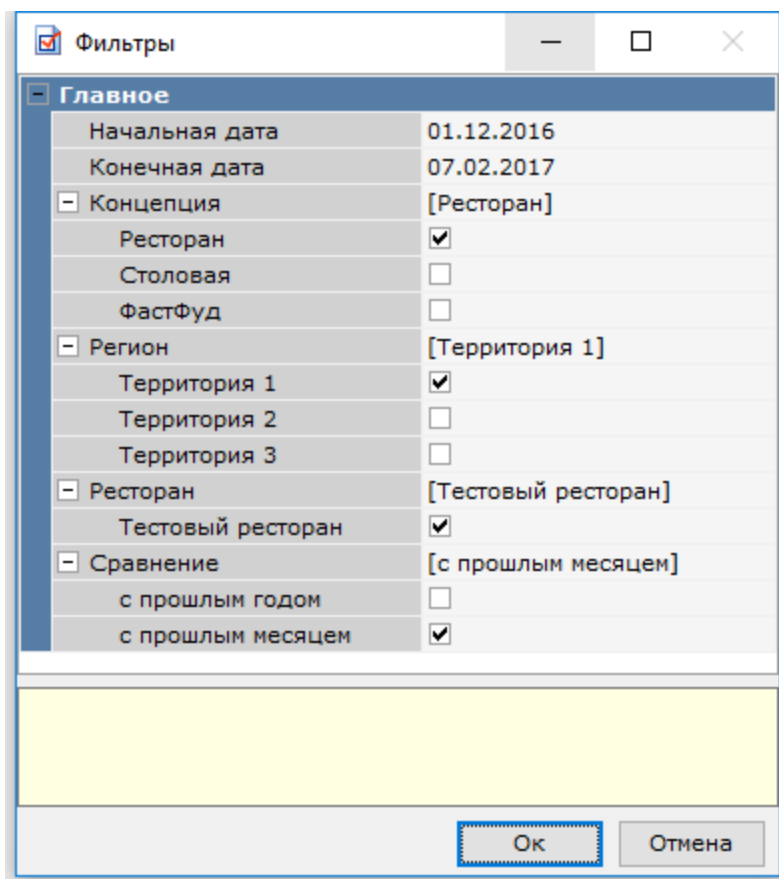 Фильтры
Главное
Начальная дата 01.12.2016
Конечная дата 07.02.2017
Концепция [Ресторан]
Ресторан
Столовая
ФастФуд
Регион [Территория 1]
Территория 1
Территория 2
Территория 3
Ресторан [Тестовый ресторан]
Тестовый ресторан
Сравнение [с прошлым месяцем]
с прошлым годом
с прошлым месяцем
Ок Отмена